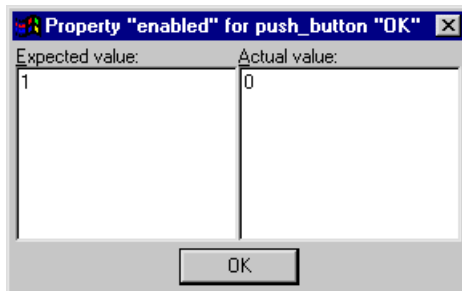 Property "enabled" for push_button "OK"
Expected value: Actual value:
1 0
OK